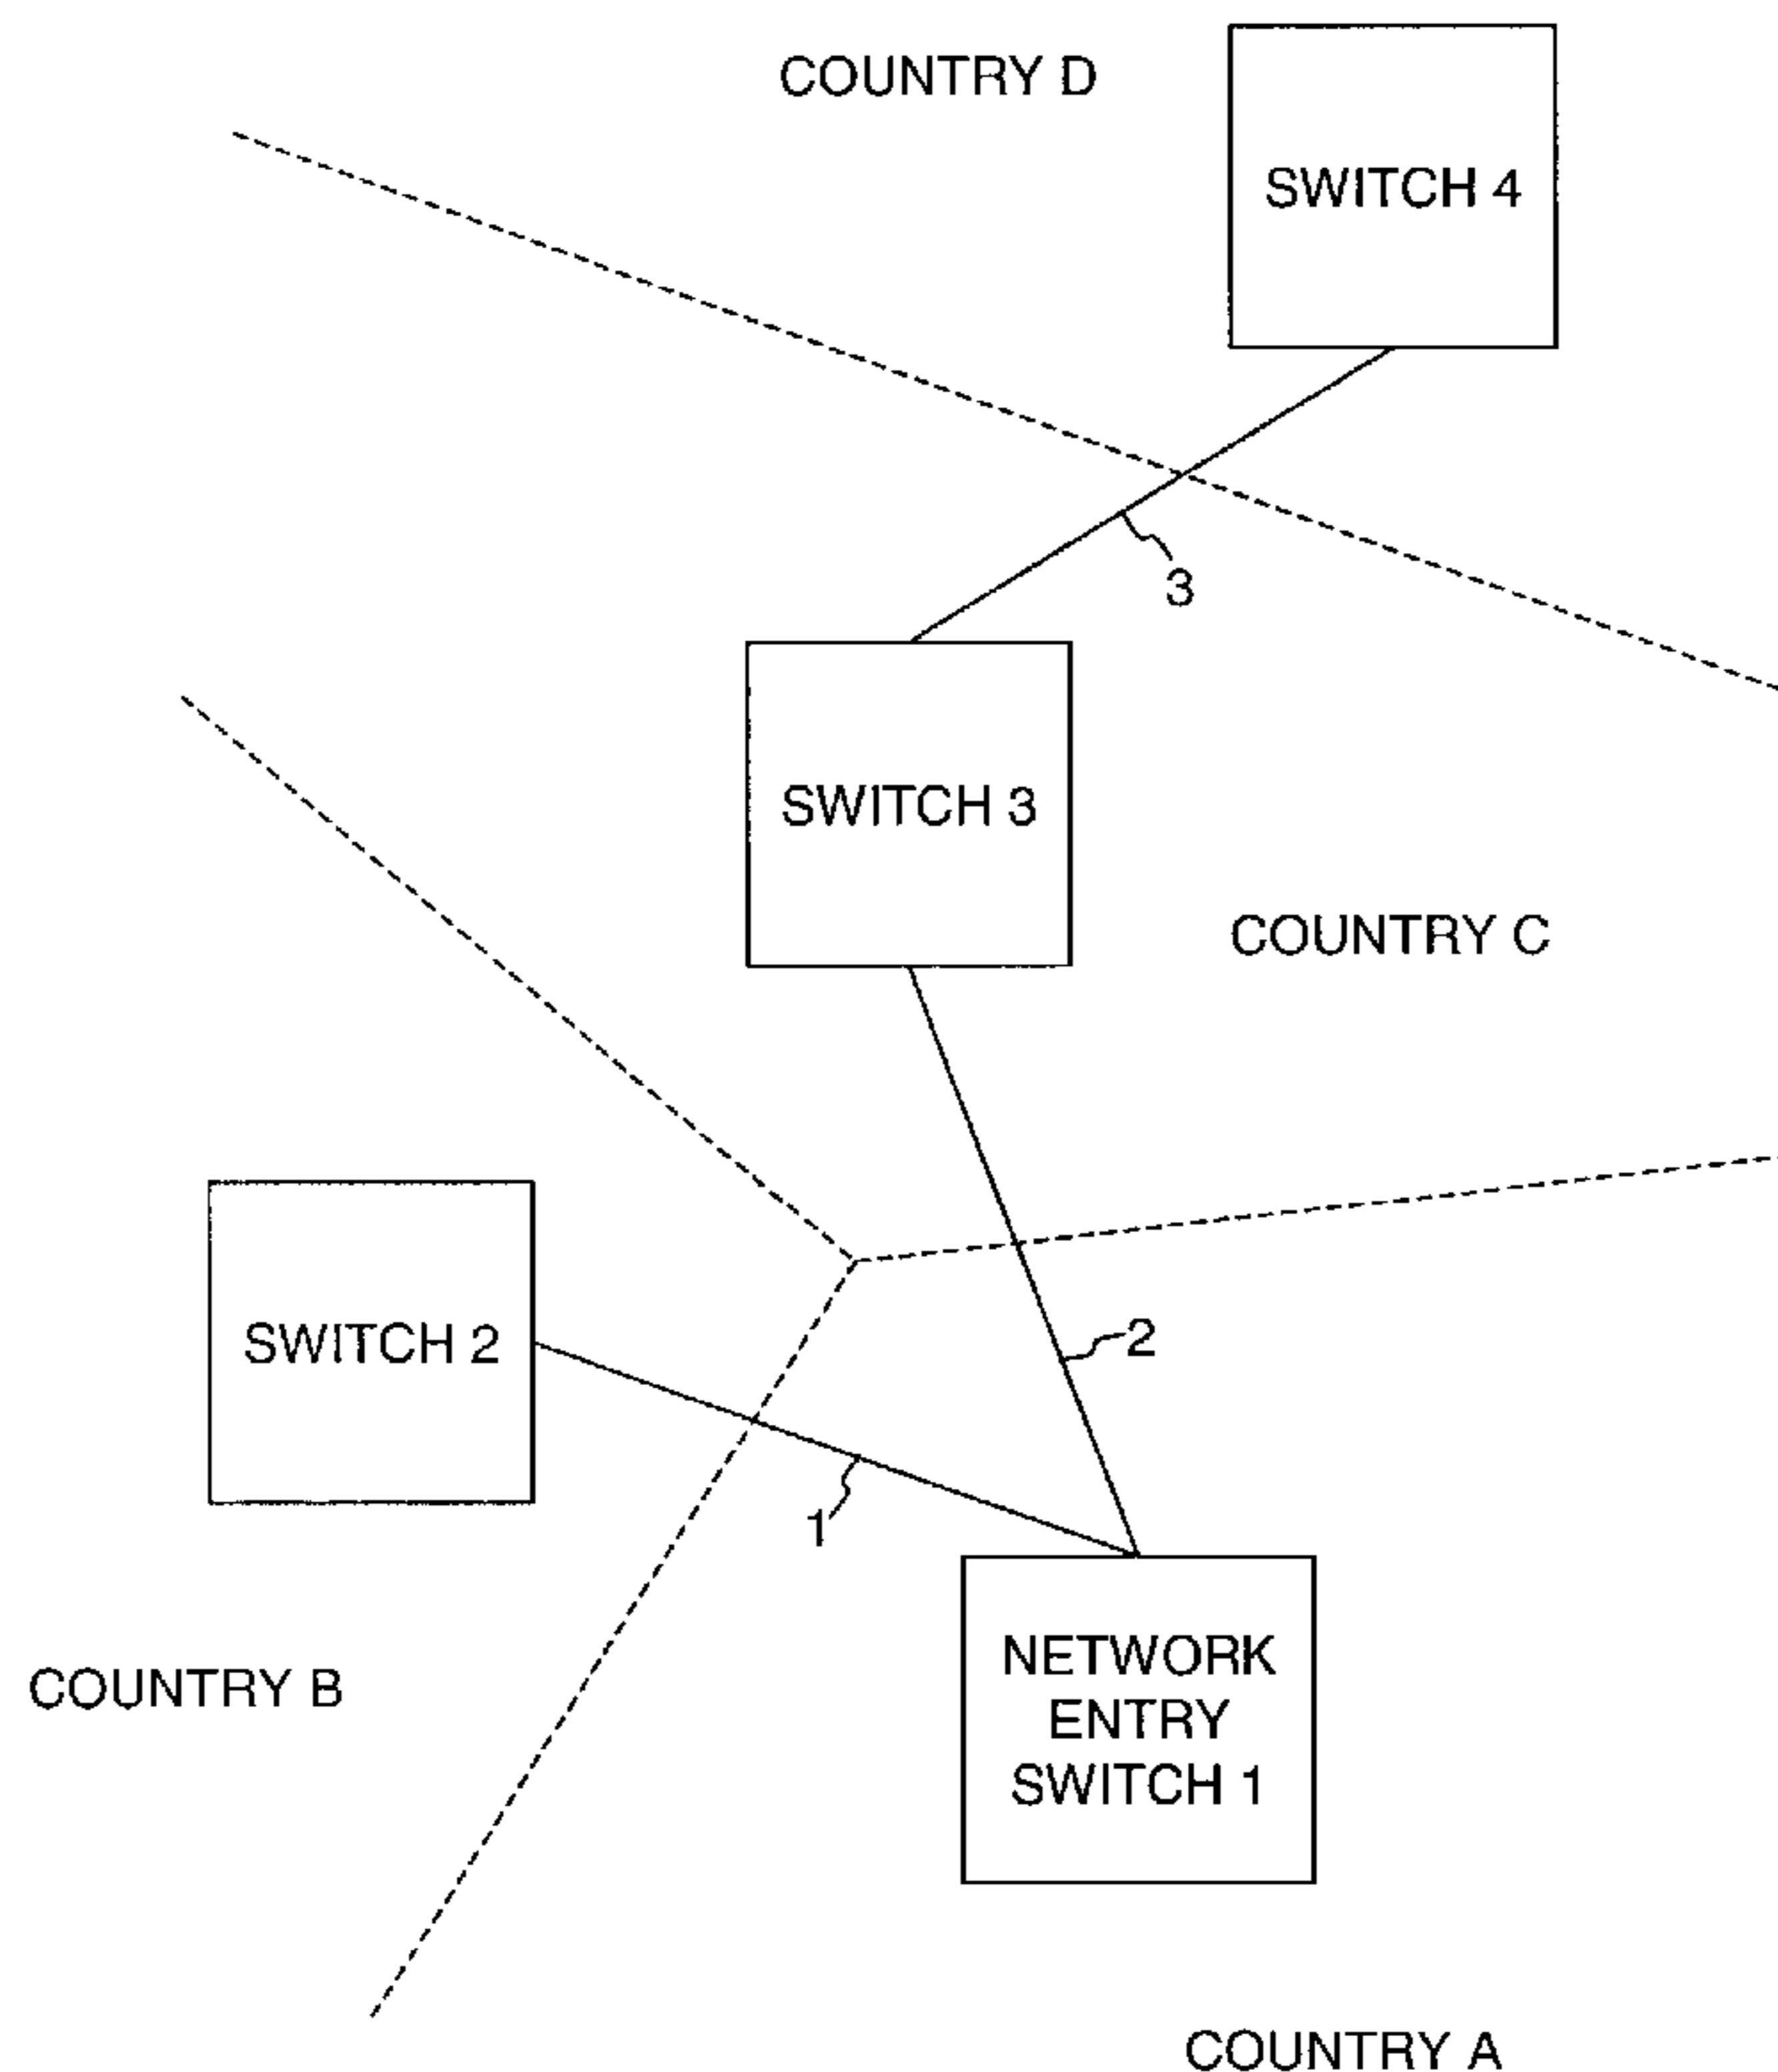 COUNTRY D
SWITCH 4
3
SWITCH 3
COUNTRY C
SWITCH 2
2
1
NETWORK
ENTRY
SWITCH 1
COUNTRY B
COUNTRY A